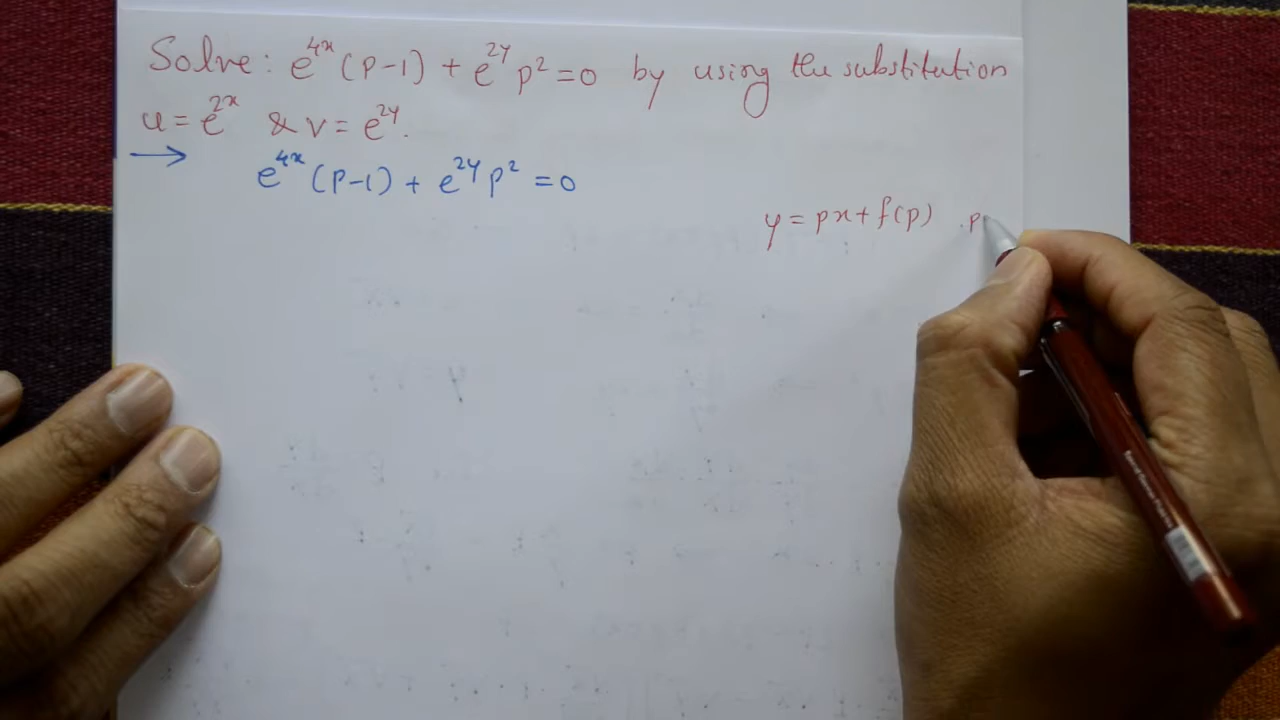 Solve: e^{4x}(p-1) + e^{2y} p^2 = 0 by using the substitution
u = e^{2x} & v = e^{2y}.
→ e^{4x}(p-1) + e^{2y} p^2 = 0
y = px + f(p) p